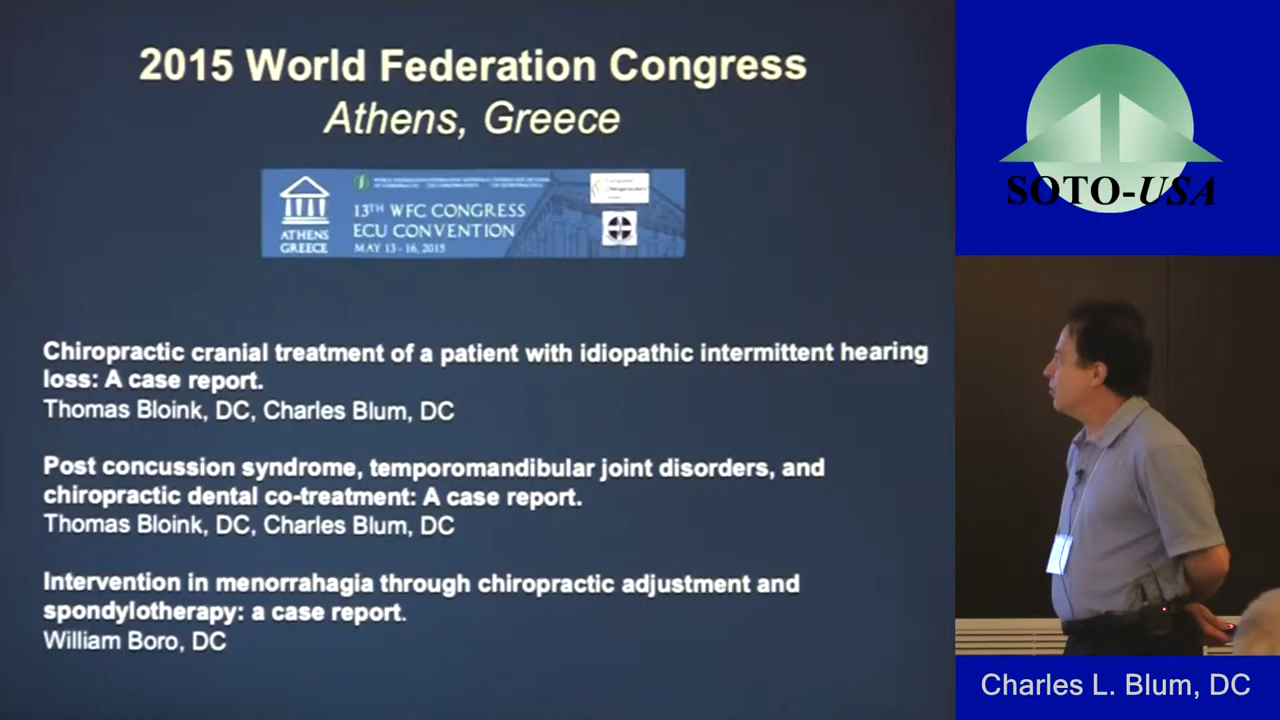 2015 World Federation Congress
Athens, Greece
ATHENS
GREECE
13TH WFC CONGRESS
ECU CONVENTION
MAY 13 - 16, 2015
Chiropractic cranial treatment of a patient with idiopathic intermittent hearing
loss: A case report.
Thomas Bloink, DC, Charles Blum, DC
Post concussion syndrome, temporomandibular joint disorders, and
chiropractic dental co-treatment: A case report.
Thomas Bloink, DC, Charles Blum, DC
Intervention in menorrahagia through chiropractic adjustment and
spondylotherapy: a case report.
William Boro, DC
SOTO-USA
Charles L. Blum, DC